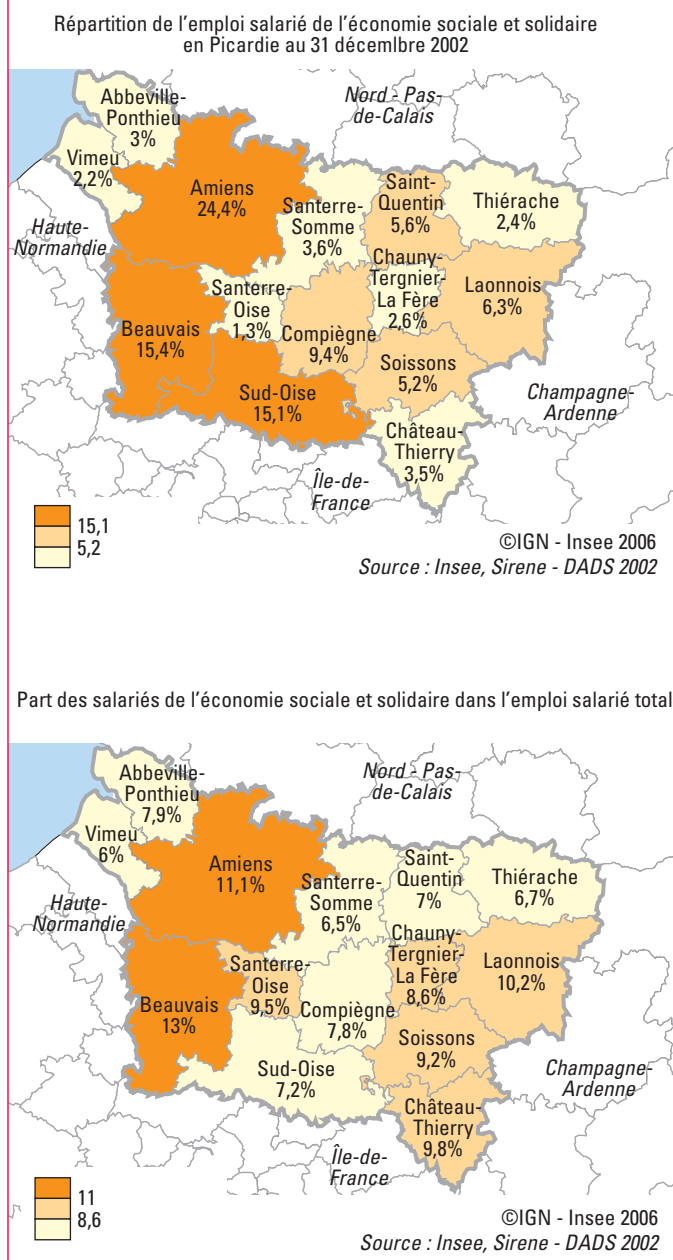 Répartition de l'emploi salarié de l'économie sociale et solidaire
en Picardie au 31 décemlbre 2002
Nord - Pas-
de-Calais
Abbeville-
Ponthieu
3%
Vimeu
2,2%
Amiens
24,4%
Saint-
Quentin
5,6%
Thiérache
2,4%
Santerre-
Somme
3,6%
Haute-
Normandie
Chauny-
Tergnier-
La Fère
2,6%
Laonnois
6,3%
Santerre-
Oise
1,3%
Beauvais
15,4%
Compiègne
9,4%
Soissons
5,2%
Sud-Oise
15,1%
Champagne-
Ardenne
Château-
Thierry
3,5%
Île-de-
France
15,1
5,2
©IGN - Insee 2006
Source : Insee, Sirene - DADS 2002
Part des salariés de l'économie sociale et solidaire dans l'emploi salarié total
Nord - Pas-
de-Calais
Abbeville-
Ponthieu
7,9%
Vimeu
6%
Amiens
11,1%
Saint-
Quentin
7%
Thiérache
6,7%
Santerre-
Somme
6,5%
Haute-
Normandie
Chauny-
Tergnier-
La Fère
8,6%
Laonnois
10,2%
Santerre-
Oise
9,5%
Beauvais
13%
Compiègne
7,8%
Soissons
9,2%
Sud-Oise
7,2%
Champagne-
Ardenne
Château-
Thierry
9,8%
Île-de-
France
11
8,6
©IGN - Insee 2006
Source : Insee, Sirene - DADS 2002